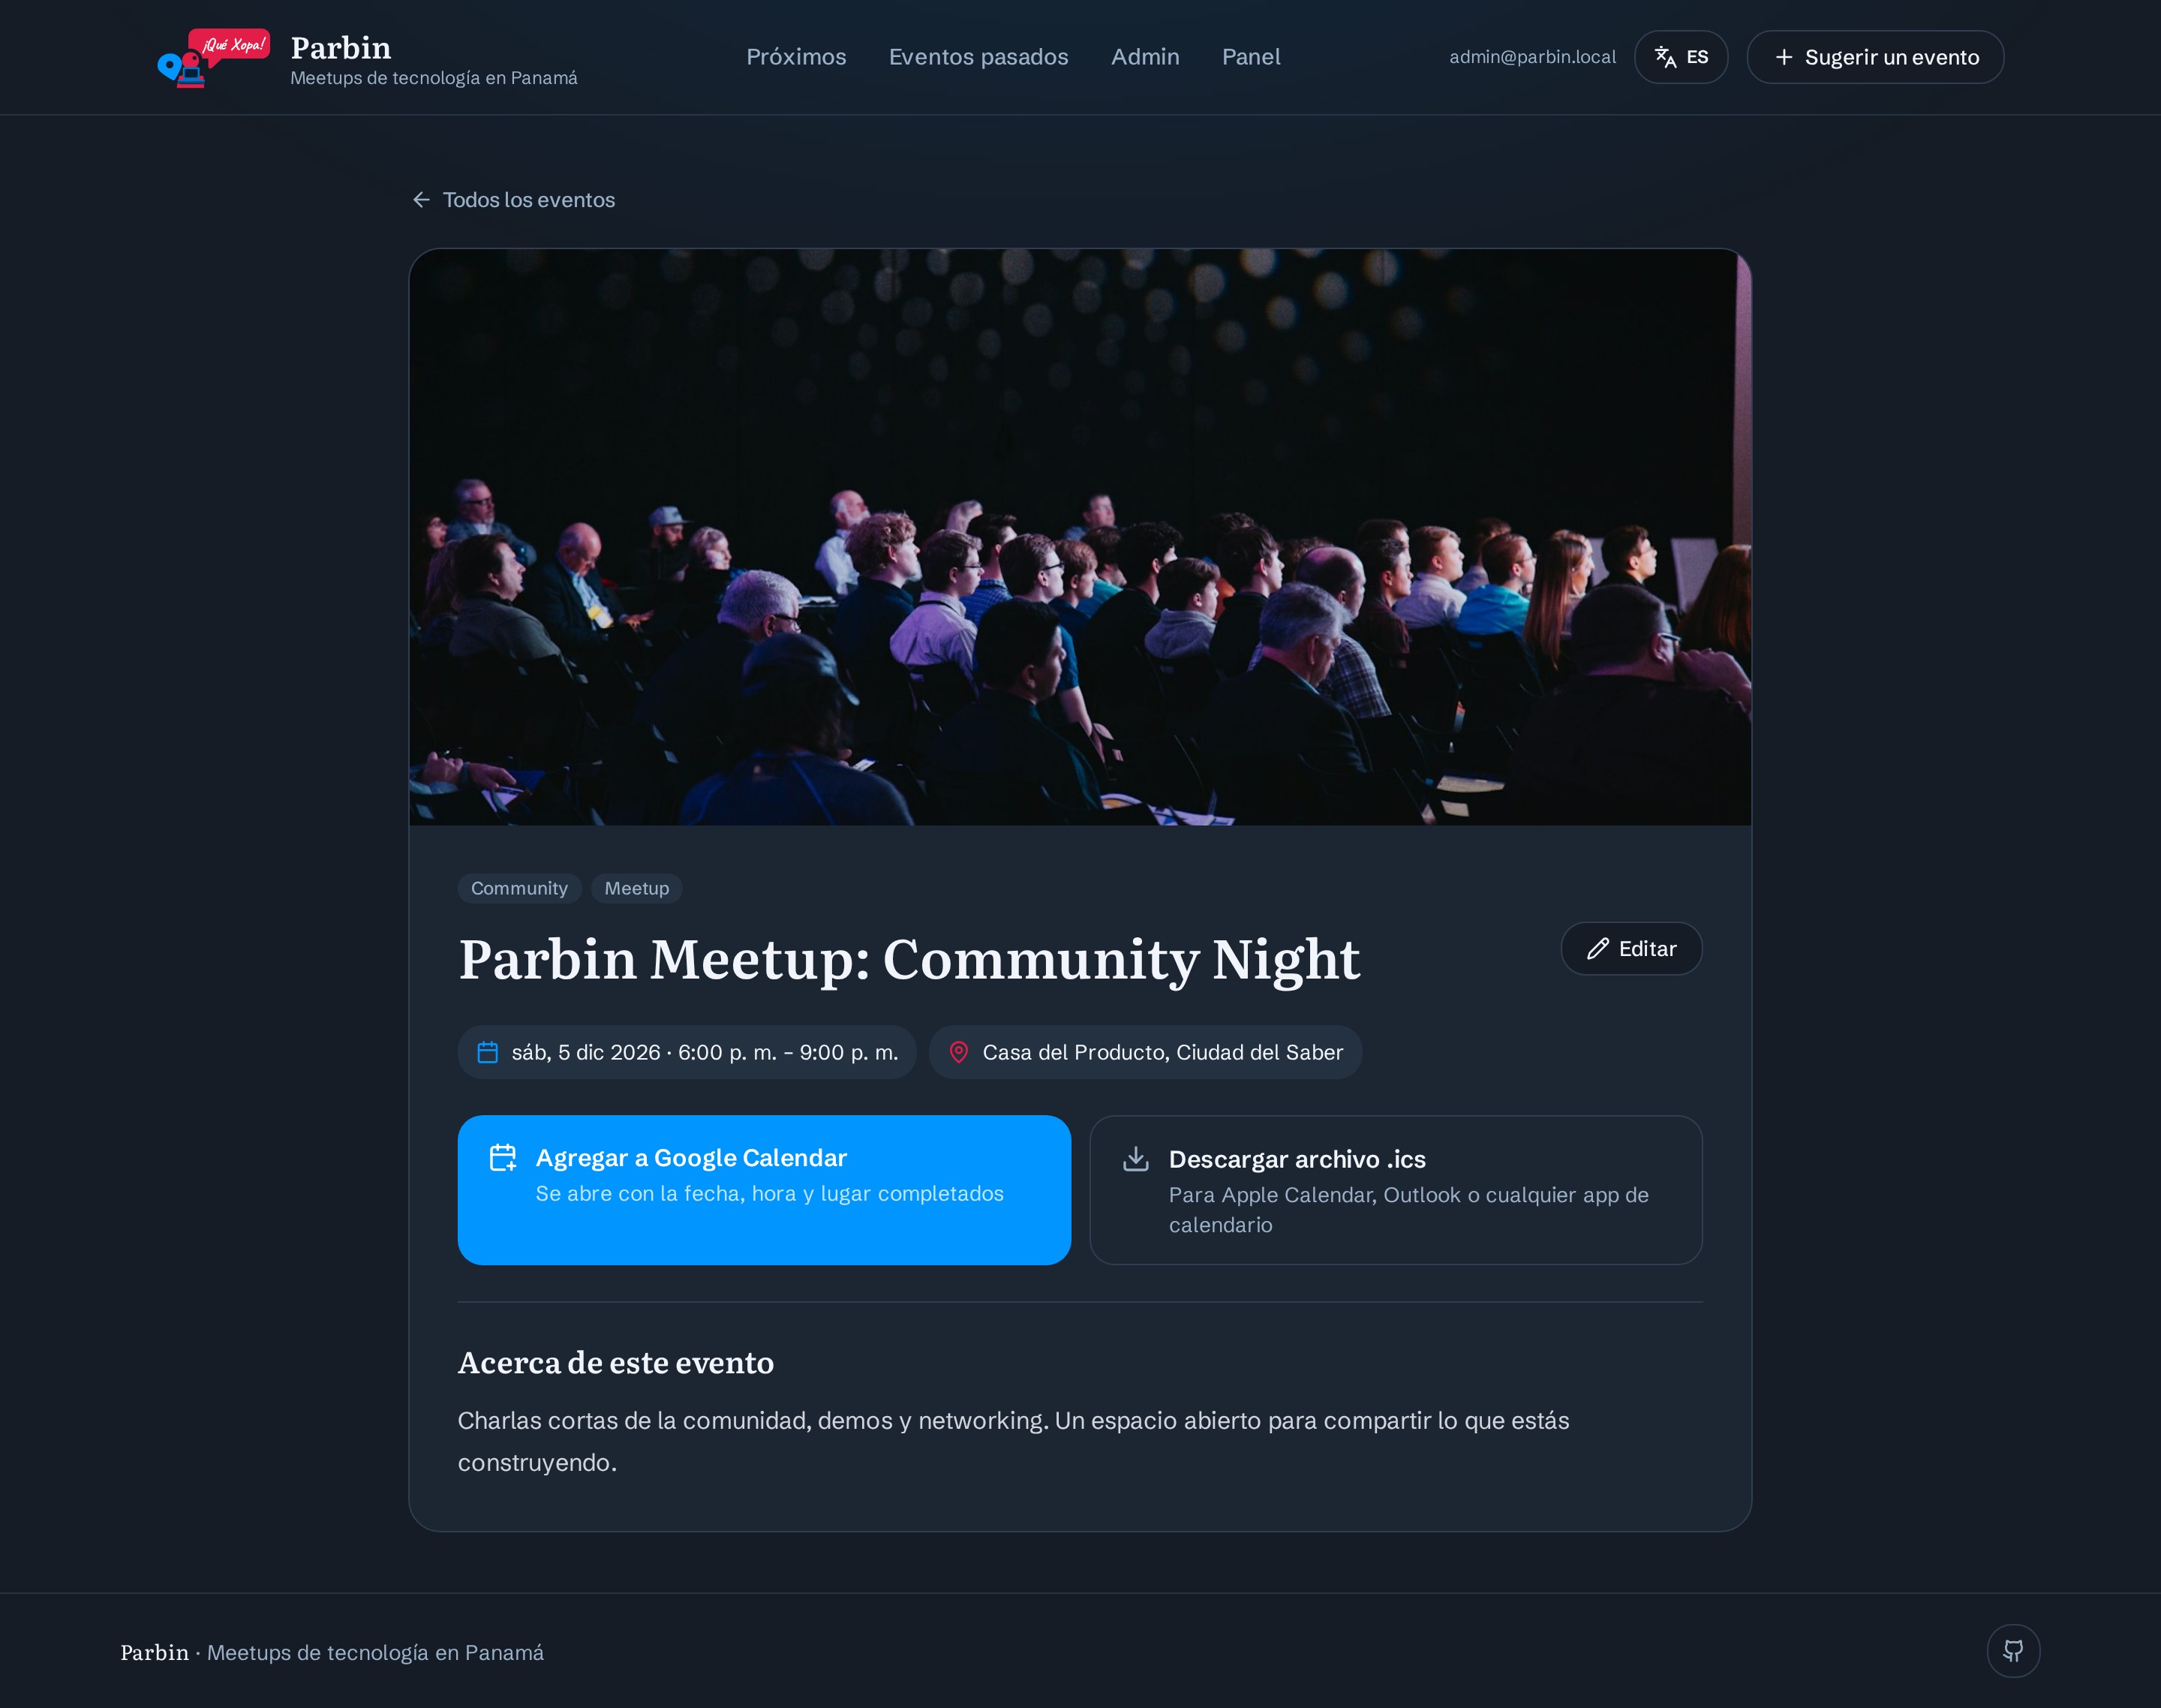 ¡Qué Xopa!
Parbin
Meetups de tecnología en Panamá
Próximos
Eventos pasados
Admin
Panel
admin@parbin.local
ES
Sugerir un evento
Todos los eventos
Community
Meetup
Parbin Meetup: Community Night
Editar
sáb, 5 dic 2026 · 6:00 p. m. – 9:00 p. m.
Casa del Producto, Ciudad del Saber
Agregar a Google Calendar
Se abre con la fecha, hora y lugar completados
Descargar archivo .ics
Para Apple Calendar, Outlook o cualquier app de
calendario
Acerca de este evento
Charlas cortas de la comunidad, demos y networking. Un espacio abierto para compartir lo que estás
construyendo.
Parbin · Meetups de tecnología en Panamá